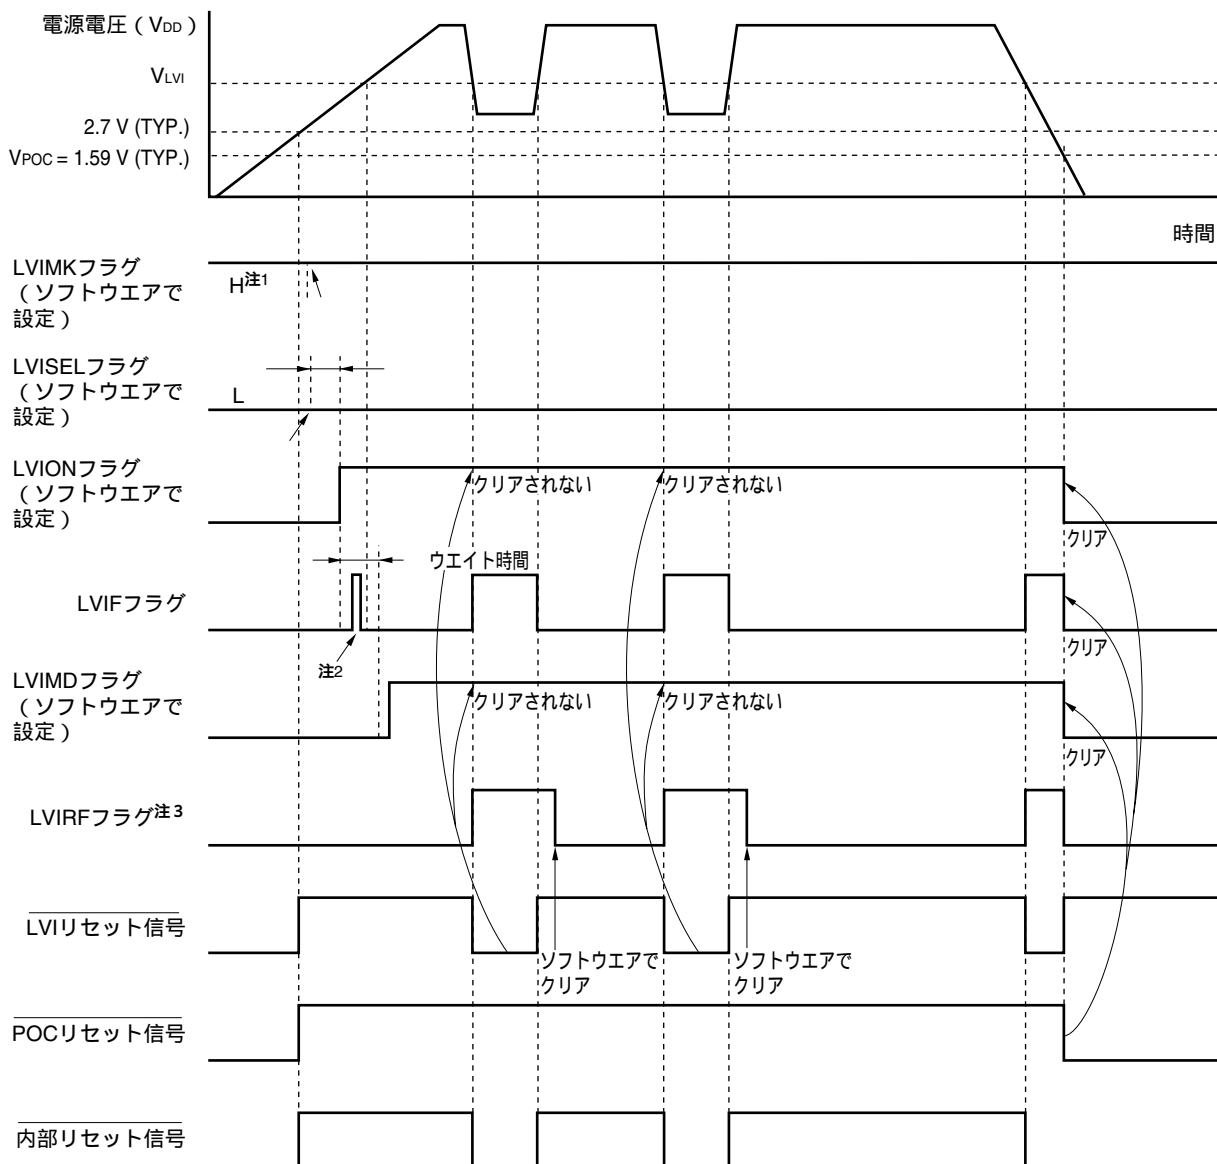 電源電圧（VDD）
VLVI
2.7 V (TYP.)
VPOC = 1.59 V (TYP.)
時間
LVIMKフラグ
（ソフトウエアで
設定）
H注1
LVISELフラグ
（ソフトウエアで
設定）
L
LVIONフラグ
（ソフトウエアで
設定）
クリアされない
クリアされない
クリア
ウエイト時間
LVIFフラグ
注2
クリア
LVIMDフラグ
（ソフトウエアで
設定）
クリアされない
クリアされない
クリア
LVIRFフラグ注3
LVIリセット信号
ソフトウエアで
クリア
ソフトウエアで
クリア
POCリセット信号
内部リセット信号